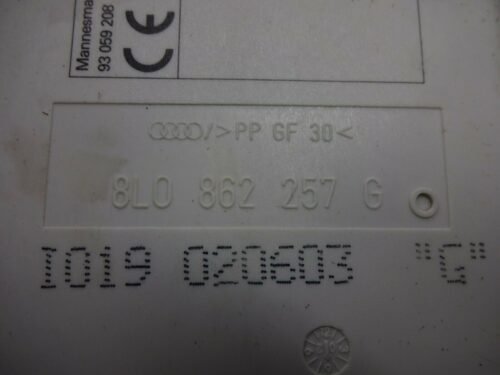 Mannesma
93 059 208
CE
/>PP GF 30<
8L0 862 257 G
I019 020603 "G"